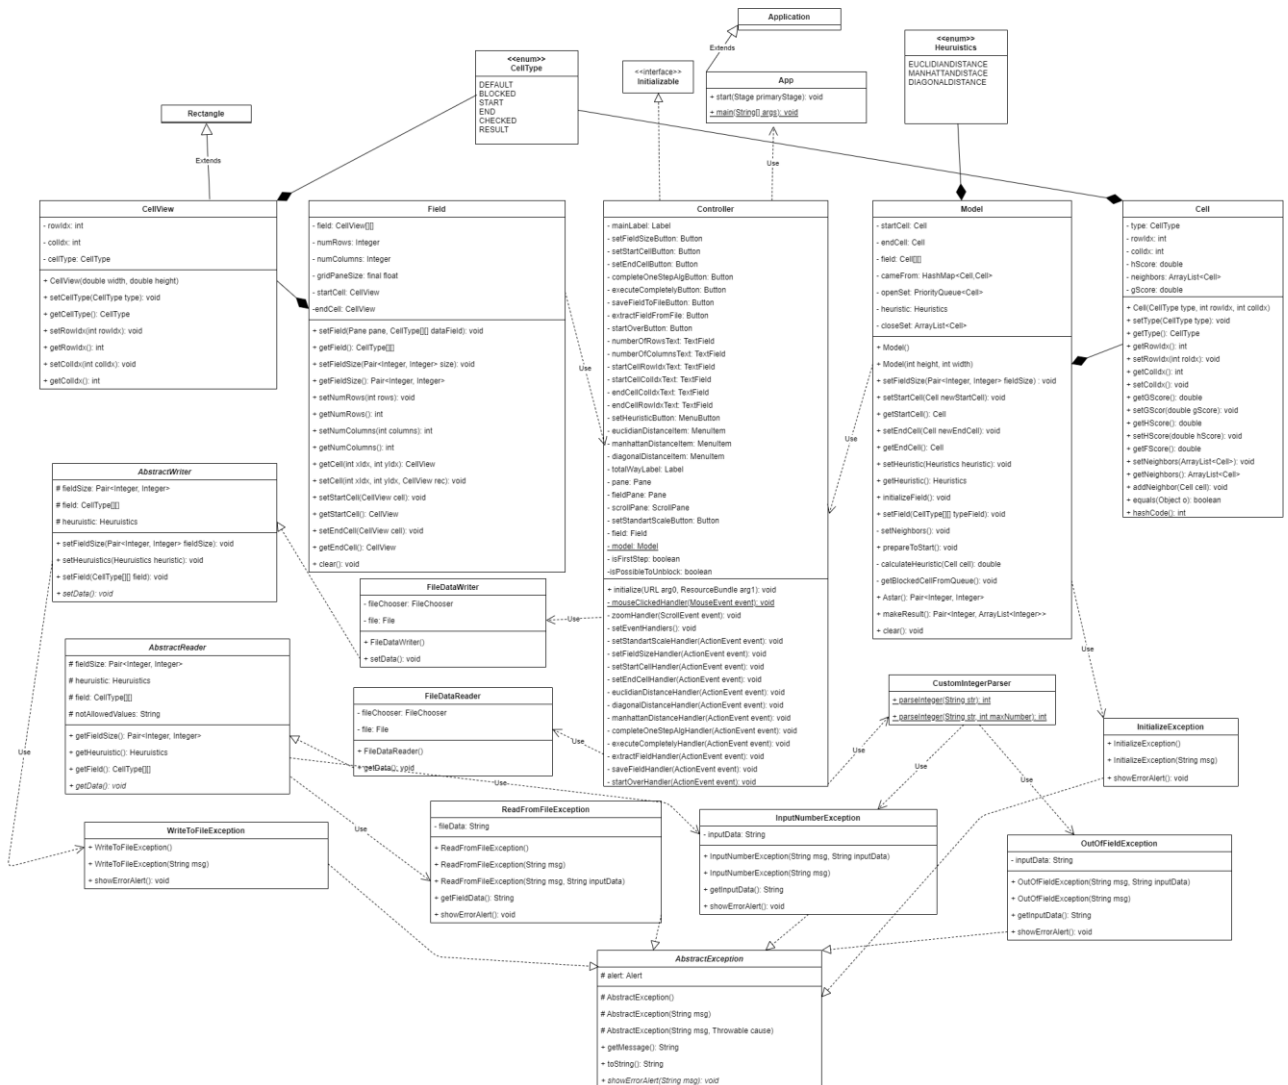 Application
Extends
<<enum>>
Heuristics
EUCLIDIANDISTANCE
MANHATTANDISTACE
DIAGONALDISTANCE
<<enum>>
CellType
DEFAULT
BLOCKED
START
END
CHECKED
RESULT
<<interface>>
Initializable
App
+ start(Stage primaryStage): void
+ main(String[] args): void
Rectangle
Extends
Use
CellView
- rowIdx: int
- colIdx: int
- cellType: CellType
+ CellView(double width, double height)
+ setCellType(CellType type): void
+ getCellType(): CellType
+ setRowIdx(int rowIdx): void
+ getRowIdx(): int
+ setColIdx(int colIdx): void
+ getColIdx(): int
Field
- field: CellView[][]
- numRows: Integer
- numColumns: Integer
- gridPaneSize: final float
- startCell: CellView
-endCell: CellView
+ setField(Pane pane, CellType[][] dataField): void
+ getField(): CellType[][]
+ setFieldSize(Pair<Integer, Integer> size): void
+ getFieldSize(): Pair<Integer, Integer>
+ setNumRows(int rows): void
+ getNumRows(): int
+ setNumColumns(int columns): int
+ getNumColumns(): int
+ getCell(int xIdx, int yIdx): CellView
+ setCell(int xIdx, int yIdx, CellView rec): void
+ setStartCell(CellView cell): void
+ getStartCell(): CellView
+ setEndCell(CellView cell): void
+ getEndCell(): CellView
+ clear(): void
Use
Controller
- mainLabel: Label
- setFieldSizeButton: Button
- setStartCellButton: Button
- setEndCellButton: Button
- completeOneStepAlgButton: Button
- executeCompletelyButton: Button
- saveFieldToFileButton: Button
- extractFieldFromFile: Button
- startOverButton: Button
- numberOfRowsText: TextField
- numberOfColumnsText: TextField
- startCellRowIdxText: TextField
- startCellColIdxText: TextField
- endCellColIdxText: TextField
- endCellRowIdxText: TextField
- setHeuristicButton: MenuButton
- euclidianDistanceItem: MenuItem
- manhattanDistanceItem: MenuItem
- diagonalDistanceItem: MenuItem
- totalWayLabel: Label
- pane: Pane
- fieldPane: Pane
- scrollPane: ScrollPane
- setStandartScaleButton: Button
- field: Field
- model: Model
- isFirstStep: boolean
-isPossibleToUnblock: boolean
+ initialize(URL arg0, ResourceBundle arg1): void
- mouseClickedHandler(MouseEvent event): void
- zoomHandler(ScrollEvent event): void
- setEventHandlers(): void
- setStandartScaleHandler(ActionEvent event): void
- setFieldSizeHandler(ActionEvent event): void
- setStartCellHandler(ActionEvent event): void
- setEndCellHandler(ActionEvent event): void
- euclidianDistanceHandler(ActionEvent event): void
- diagonalDistanceHandler(ActionEvent event): void
- manhattanDistanceHandler(ActionEvent event): void
- completeOneStepAlgHandler(ActionEvent event): void
- executeCompletelyHandler(ActionEvent event): void
- extractFieldHandler(ActionEvent event): void
- saveFieldHandler(ActionEvent event): void
- startOverHandler(ActionEvent event): void
Use
Model
- startCell: Cell
- endCell: Cell
- field: Cell[][]
- cameFrom: HashMap<Cell,Cell>
- openSet: PriorityQueue<Cell>
- heuristic: Heuristics
- closeSet: ArrayList<Cell>
+ Model()
+ Model(int height, int width)
+ setFieldSize(Pair<Integer, Integer> fieldSize) : void
+ setStartCell(Cell newStartCell): void
+ getStartCell(): Cell
+ setEndCell(Cell newEndCell): void
+ getEndCell(): Cell
+ setHeuristic(Heuristics heuristic): void
+ getHeuristic(): Heuristics
+ initializeField(): void
+ setField(CellType[][] typeField): void
- setNeighbors(): void
+ prepareToStart(): void
- calculateHeuristic(Cell cell): double
- getBlockedCellFromQueue(): void
+ Astar(): Pair<Integer, Integer>
+ makeResult(): Pair<Integer, ArrayList<Integer>>
+ clear(): void
Cell
- type: CellType
- rowIdx: int
- colIdx: int
- hScore: double
- neighbors: ArrayList<Cell>
- gScore: double
+ Cell(CellType type, int rowIdx, int colIdx)
+ setType(CellType type): void
+ getType(): CellType
+ getRowIdx(): int
+ setRowIdx(int roIdx): void
+ getColIdx(): int
+ setColIdx(): void
+ getGScore(): double
+ setGScor(double gScore): void
+ getHScore(): double
+ setHScore(double hScore): void
+ getFScore(): double
+ setNeighbors(ArrayList<Cell>): void
+ getNeighbors(): ArrayList<Cell>
+ addNeighbor(Cell cell): void
+ equals(Object o): boolean
+ hashCode(): int
AbstractWriter
# fieldSize: Pair<Integer, Integer>
# field: CellType[][]
# heuristic: Heuristics
+ setFieldSize(Pair<Integer, Integer> fieldSize): void
+ setHeuistics(Heuristics heuristic): void
+ setField(CellType[][] field): void
+ setData(): void
FileDataWriter
- fileChooser: FileChooser
- file: File
+ FileDataWriter()
+ setData(): void
Use
AbstractReader
# fieldSize: Pair<Integer, Integer>
# heuristic: Heuristics
# field: CellType[][]
# notAllowedValues: String
+ getFieldSize(): Pair<Integer, Integer>
+ getHeuristic(): Heuristics
+ getField(): CellType[][]
+ getData(): void
Use
FileDataReader
- fileChooser: FileChooser
- file: File
+ FileDataReader()
+ getData(): void
Use
Use
CustomIntegerParser
+ parseInteger(String str): int
+ parseInteger(String str, int maxNumber): int
Use
Use
Use
InitializeException
+ InitializeException()
+ InitializeException(String msg)
+ showErrorAlert(): void
WriteToFileException
+ WriteToFileException()
+ WriteToFileException(String msg)
+ showErrorAlert(): void
Use
ReadFromFileException
- fileData: String
+ ReadFromFileException()
+ ReadFromFileException(String msg)
+ ReadFromFileException(String msg, String inputData)
+ getFieldData(): String
+ showErrorAlert(): void
InputNumberException
- inputData: String
+ InputNumberException(String msg, String inputData)
+ InputNumberException(String msg)
+ getInputData(): String
+ showErrorAlert(): void
OutOfFieldException
- inputData: String
+ OutOfFieldException(String msg, String inputData)
+ OutOfFieldException(String msg)
+ getInputData(): String
+ showErrorAlert(): void
AbstractException
# alert: Alert
# AbstractException()
# AbstractException(String msg)
# AbstractException(String msg, Throwable cause)
+ getMessage(): String
+ toString(): String
+ showErrorAlert(String msg): void